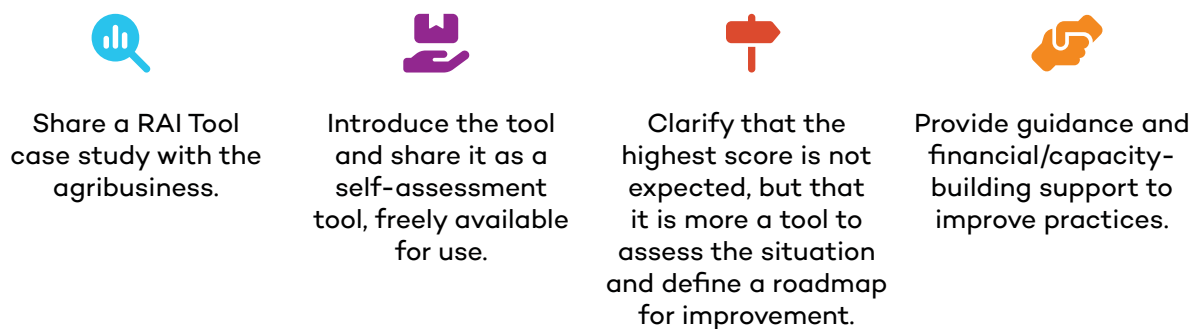 Share a RAI Tool
case study with the
agribusiness.
Introduce the tool
and share it as a
self-assessment
tool, freely available
for use.
Clarify that the
highest score is not
expected, but that
it is more a tool to
assess the situation
and define a roadmap
for improvement.
Provide guidance and
financial/capacity-
building support to
improve practices.